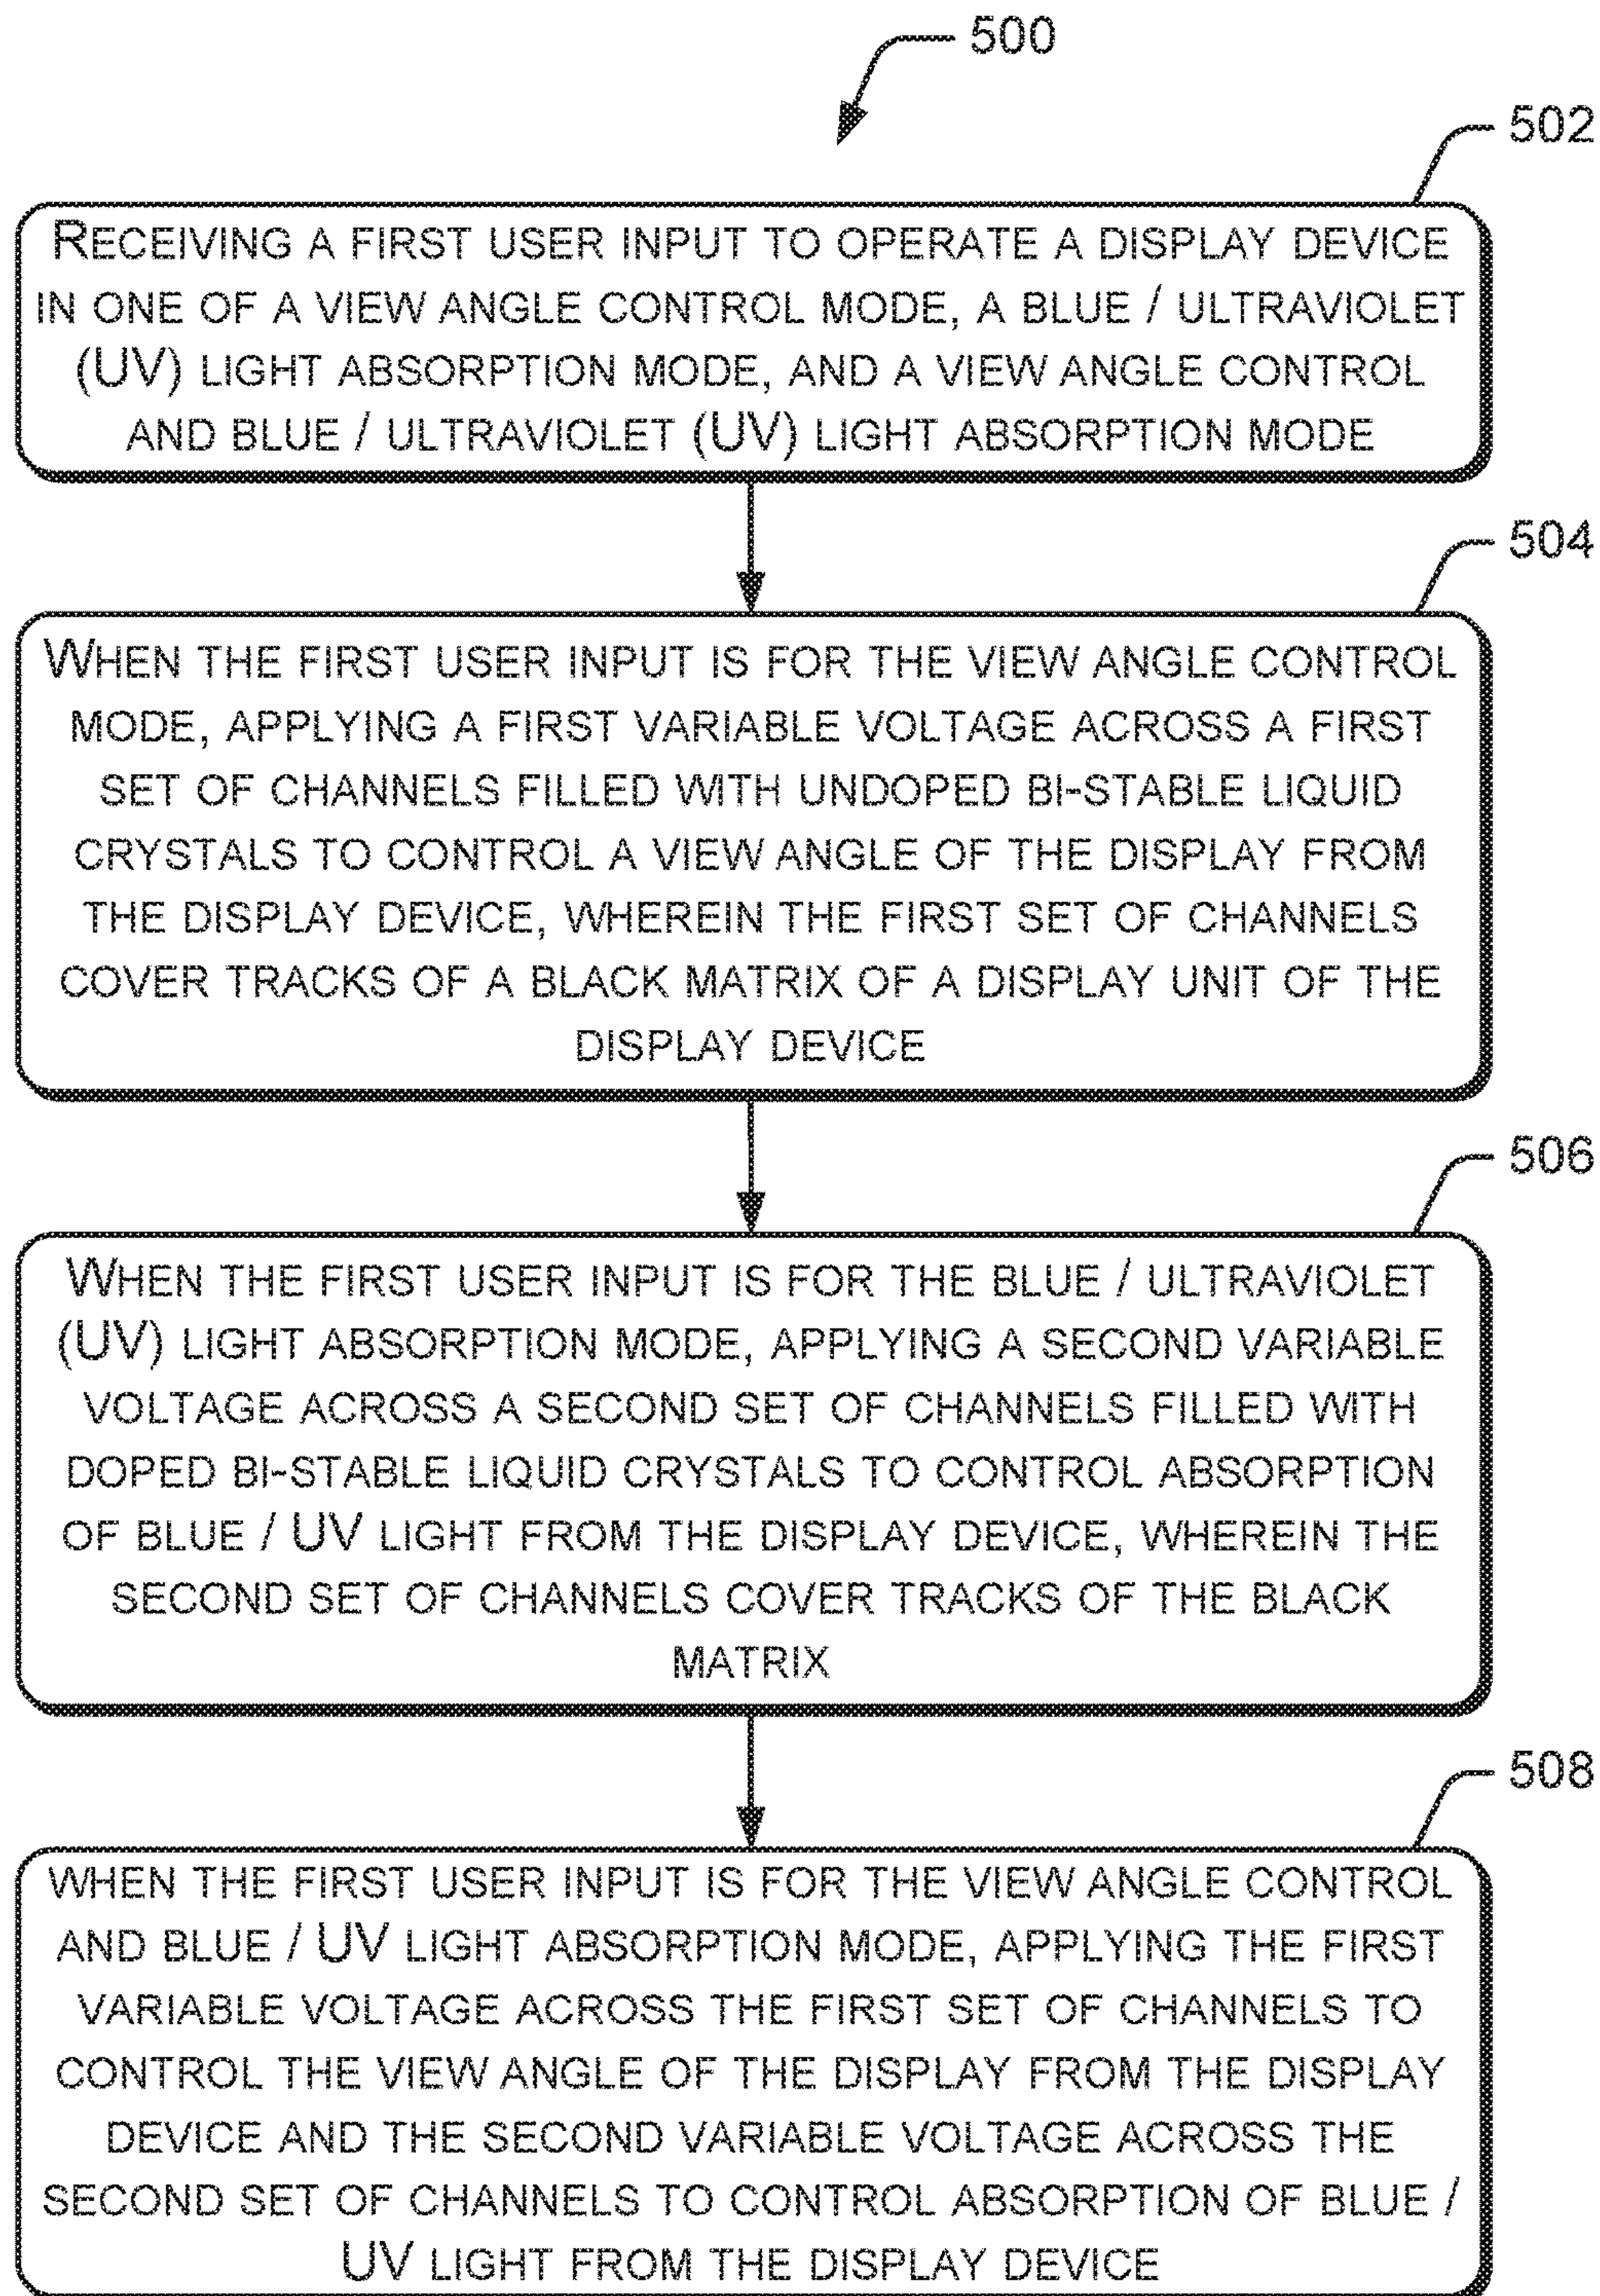 500
502
RECEIVING A FIRST USER INPUT TO OPERATE A DISPLAY DEVICE
IN ONE OF A VIEW ANGLE CONTROL MODE, A BLUE / ULTRAVIOLET
(UV) LIGHT ABSORPTION MODE, AND A VIEW ANGLE CONTROL
AND BLUE / ULTRAVIOLET (UV) LIGHT ABSORPTION MODE
504
WHEN THE FIRST USER INPUT IS FOR THE VIEW ANGLE CONTROL
MODE, APPLYING A FIRST VARIABLE VOLTAGE ACROSS A FIRST
SET OF CHANNELS FILLED WITH UNDOPED BI-STABLE LIQUID
CRYSTALS TO CONTROL A VIEW ANGLE OF THE DISPLAY FROM
THE DISPLAY DEVICE, WHEREIN THE FIRST SET OF CHANNELS
COVER TRACKS OF A BLACK MATRIX OF A DISPLAY UNIT OF THE
DISPLAY DEVICE
506
WHEN THE FIRST USER INPUT IS FOR THE BLUE / ULTRAVIOLET
(UV) LIGHT ABSORPTION MODE, APPLYING A SECOND VARIABLE
VOLTAGE ACROSS A SECOND SET OF CHANNELS FILLED WITH
DOPED BI-STABLE LIQUID CRYSTALS TO CONTROL ABSORPTION
OF BLUE / UV LIGHT FROM THE DISPLAY DEVICE, WHEREIN THE
SECOND SET OF CHANNELS COVER TRACKS OF THE BLACK
MATRIX
508
WHEN THE FIRST USER INPUT IS FOR THE VIEW ANGLE CONTROL
AND BLUE / UV LIGHT ABSORPTION MODE, APPLYING THE FIRST
VARIABLE VOLTAGE ACROSS THE FIRST SET OF CHANNELS TO
CONTROL THE VIEW ANGLE OF THE DISPLAY FROM THE DISPLAY
DEVICE AND THE SECOND VARIABLE VOLTAGE ACROSS THE
SECOND SET OF CHANNELS TO CONTROL ABSORPTION OF BLUE /
UV LIGHT FROM THE DISPLAY DEVICE